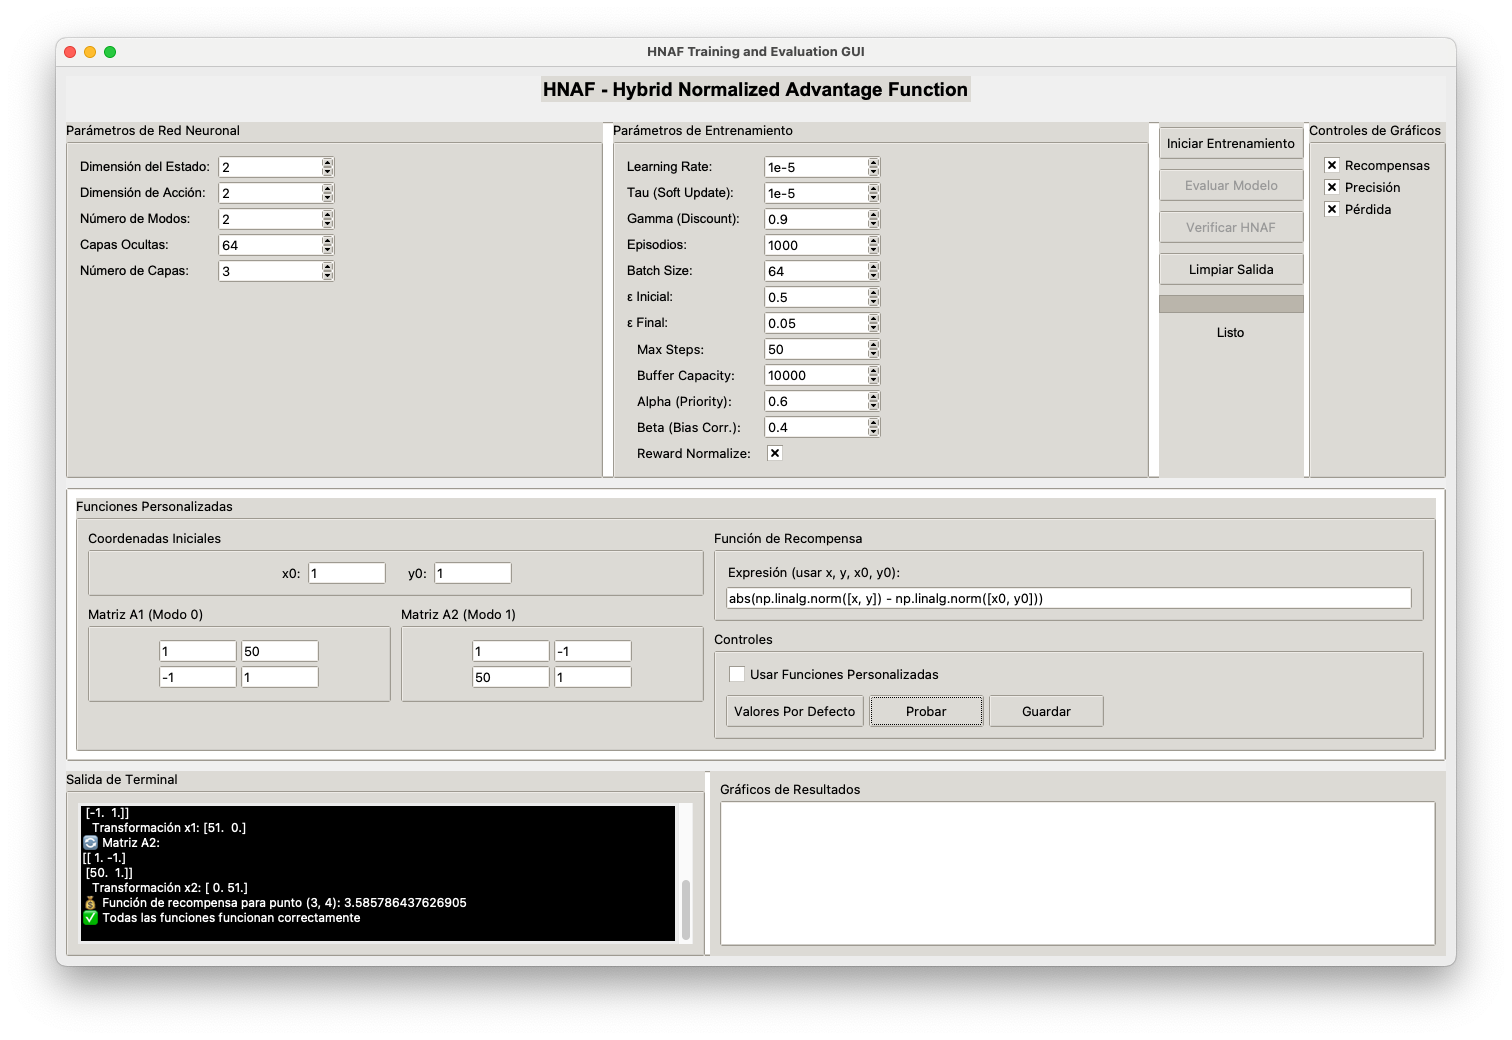 HNAF Training and Evaluation GUI
HNAF - Hybrid Normalized Advantage Function
Parámetros de Red Neuronal
Dimensión del Estado: 2
Dimensión de Acción: 2
Número de Modos: 2
Capas Ocultas: 64
Número de Capas: 3
Parámetros de Entrenamiento
Learning Rate: 1e-5
Tau (Soft Update): 1e-5
Gamma (Discount): 0.9
Episodios: 1000
Batch Size: 64
ε Inicial: 0.5
ε Final: 0.05
Max Steps: 50
Buffer Capacity: 10000
Alpha (Priority): 0.6
Beta (Bias Corr.): 0.4
Reward Normalize:
Iniciar Entrenamiento
Evaluar Modelo
Verificar HNAF
Limpiar Salida
Listo
Controles de Gráficos
Recompensas
Precisión
Pérdida
Funciones Personalizadas
Coordenadas Iniciales
x0: 1 y0: 1
Matriz A1 (Modo 0)
1 50
-1 1
Matriz A2 (Modo 1)
1 -1
50 1
Función de Recompensa
Expresión (usar x, y, x0, y0):
abs(np.linalg.norm([x, y]) - np.linalg.norm([x0, y0]))
Controles
Usar Funciones Personalizadas
Valores Por Defecto Probar Guardar
Salida de Terminal
[-1. 1.]]
Transformación x1: [51. 0.]
🔄 Matriz A2:
[[ 1. -1.]
[50. 1.]]
Transformación x2: [ 0. 51.]
💰 Función de recompensa para punto (3, 4): 3.585786437626905
✅ Todas las funciones funcionan correctamente
Gráficos de Resultados